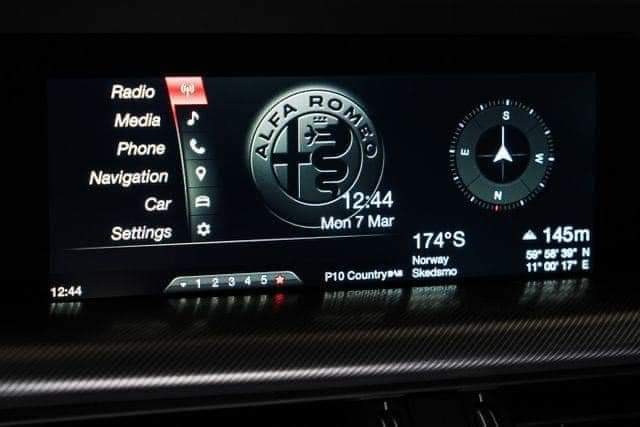 Radio
Media
Phone
Navigation
Car
Settings
ALFA ROMEO
12:44
Mon 7 Mar
S
E
W
N
174°S
Norway
Skedsmo
145m
59° 58' 39" N
11° 00' 17" E
12:44
1 2 3 4 5
P10 Country